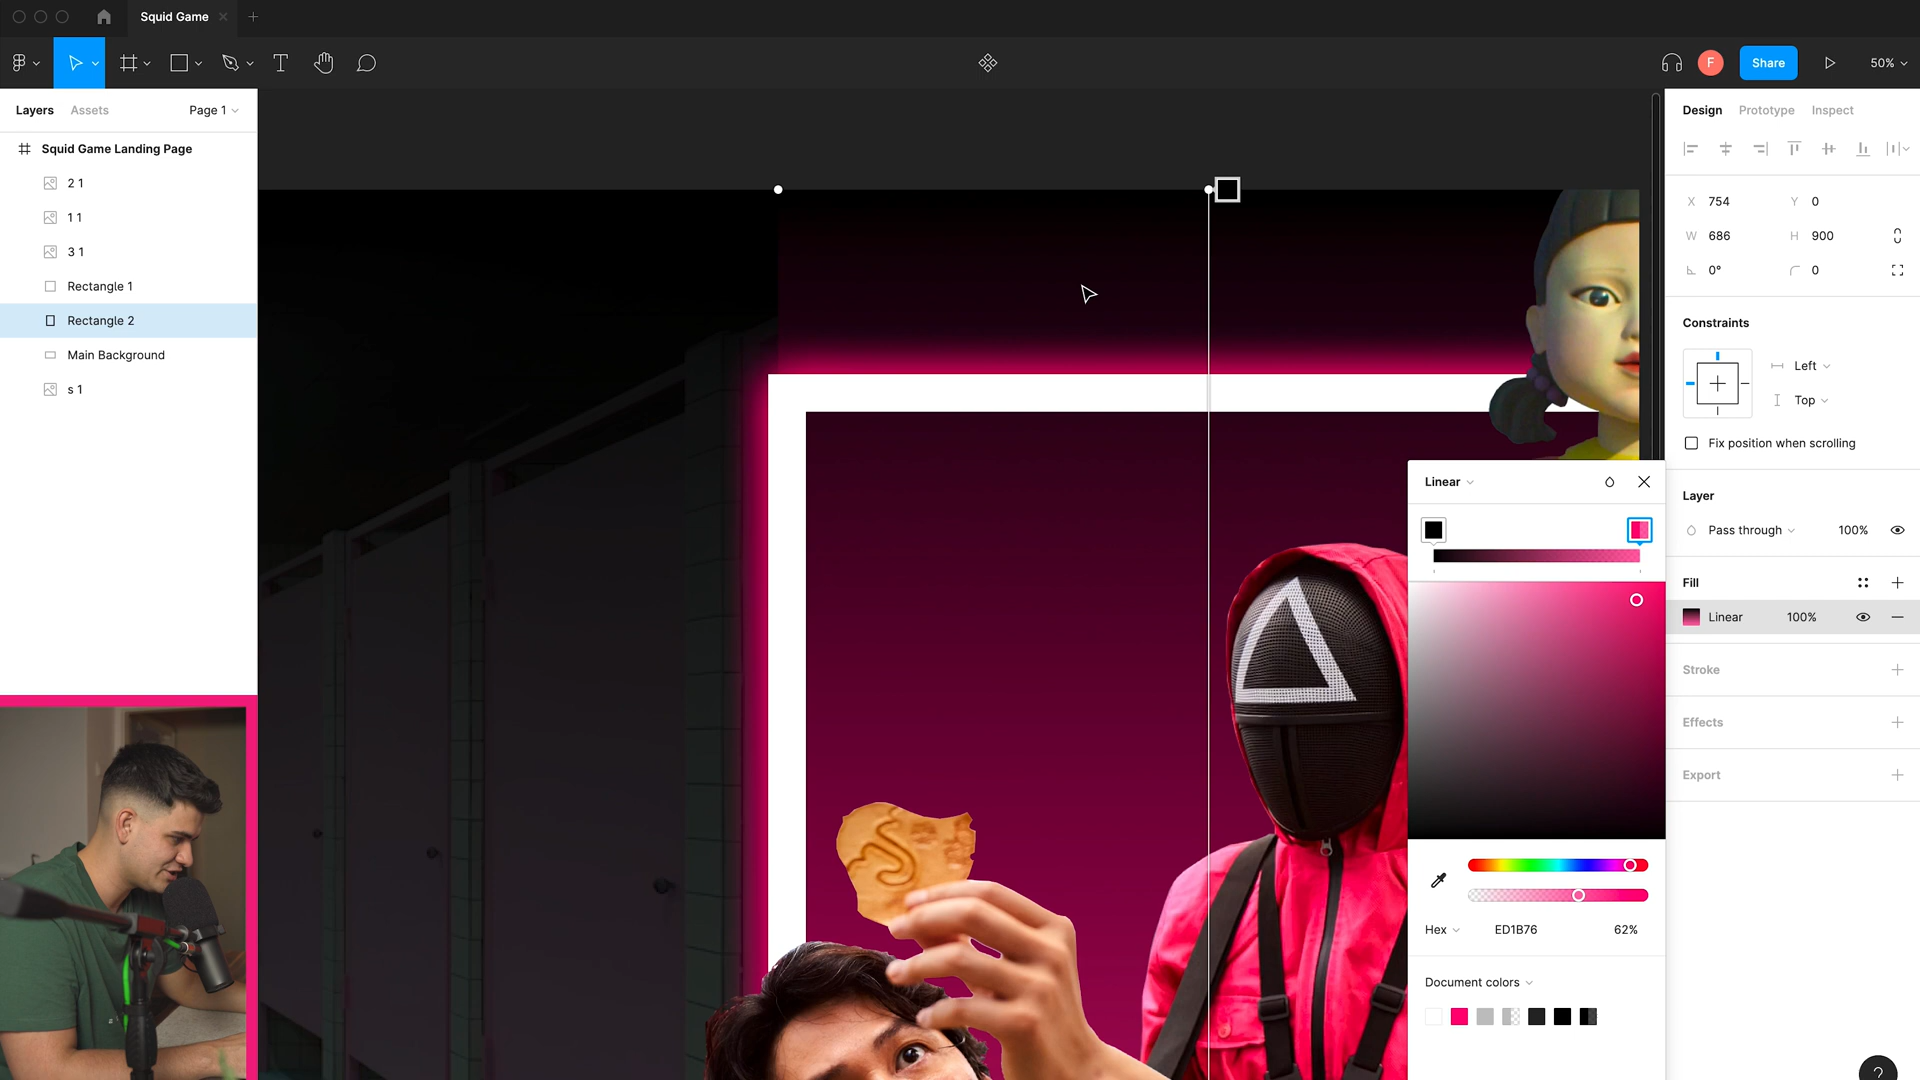 Squid Game
F
Share
50%
Layers
Assets
Page 1
Squid Game Landing Page
2 1
1 1
3 1
Rectangle 1
Rectangle 2
Main Background
s 1
Design
Prototype
Inspect
X 754
Y 0
W 686
H 900
0°
0
Constraints
Left
Top
Fix position when scrolling
Layer
Pass through
100%
Fill
Linear
100%
Stroke
Effects
Export
Linear
Hex
ED1B76
62%
Document colors
?